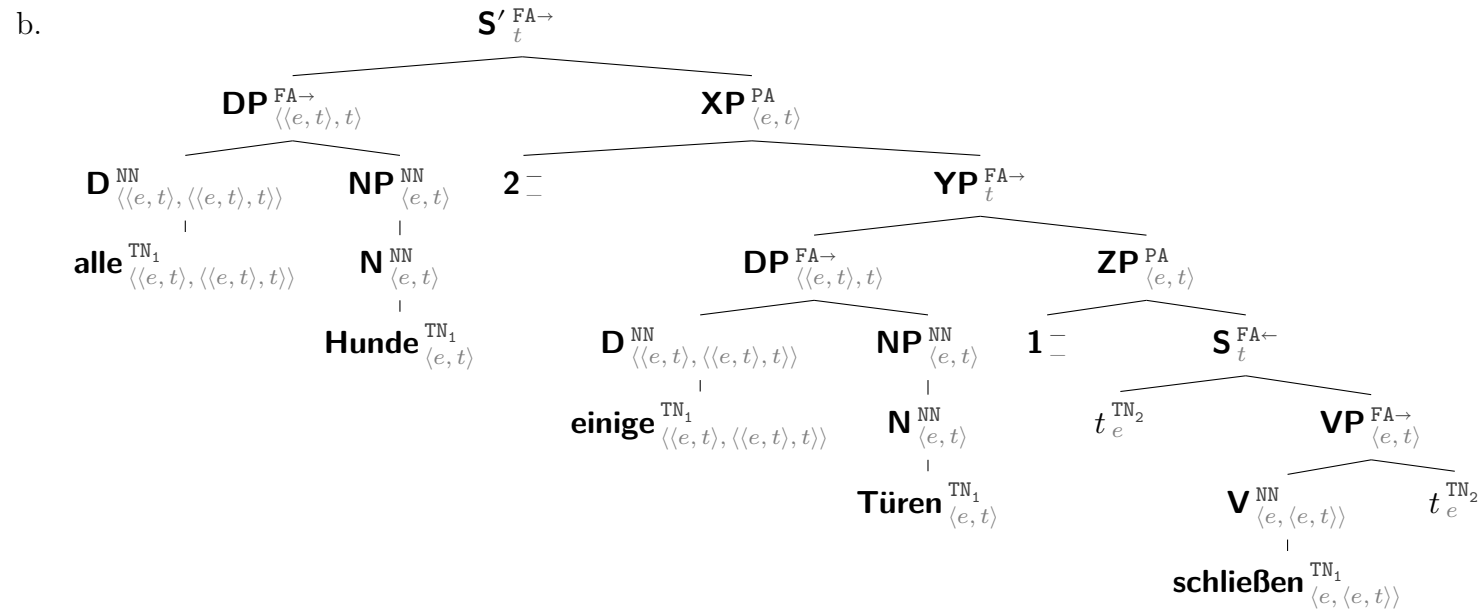 b.
S′ FA→ t
DP FA→ ⟨⟨e, t⟩, t⟩ XP PA ⟨e, t⟩
D NN ⟨⟨e, t⟩, ⟨⟨e, t⟩, t⟩⟩ NP NN ⟨e, t⟩ 2 – – YP FA→ t
alle TN₁ ⟨⟨e, t⟩, ⟨⟨e, t⟩, t⟩⟩ N NN ⟨e, t⟩ DP FA→ ⟨⟨e, t⟩, t⟩ ZP PA ⟨e, t⟩
Hunde TN₁ ⟨e, t⟩ D NN ⟨⟨e, t⟩, ⟨⟨e, t⟩, t⟩⟩ NP NN ⟨e, t⟩ 1 – – S FA← t
einige TN₁ ⟨⟨e, t⟩, ⟨⟨e, t⟩, t⟩⟩ N NN ⟨e, t⟩ t TN₂ e VP FA→ ⟨e, t⟩
Türen TN₁ ⟨e, t⟩ V NN ⟨e, ⟨e, t⟩⟩ t TN₂ e
schließen TN₁ ⟨e, ⟨e, t⟩⟩